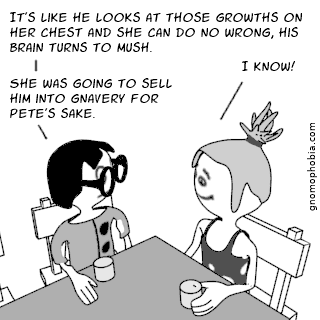 IT'S LIKE HE LOOKS AT THOSE GROWTHS ON
HER CHEST AND SHE CAN DO NO WRONG, HIS
BRAIN TURNS TO MUSH.
I KNOW!
SHE WAS GOING TO SELL
HIM INTO GNAVERY FOR
PETE'S SAKE.
gnomophobia.com